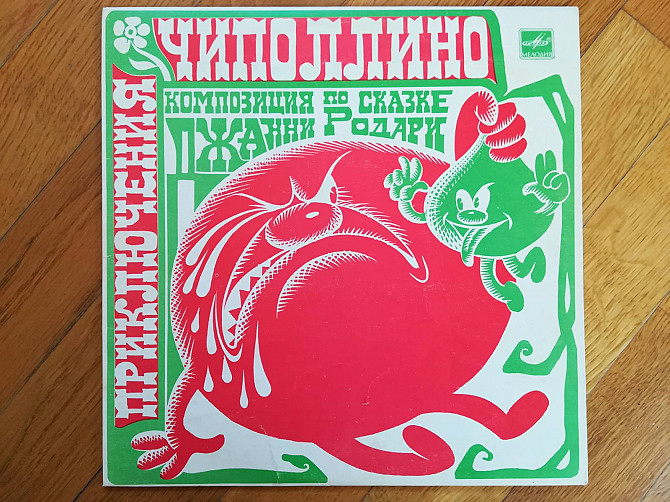 ПРИКЛЮЧЕНИЯ
ЧИПОЛЛИНО
КОМПОЗИЦИЯ ПО СКАЗКЕ
ДЖАННИ РОДАРИ
МЕЛОДИЯ